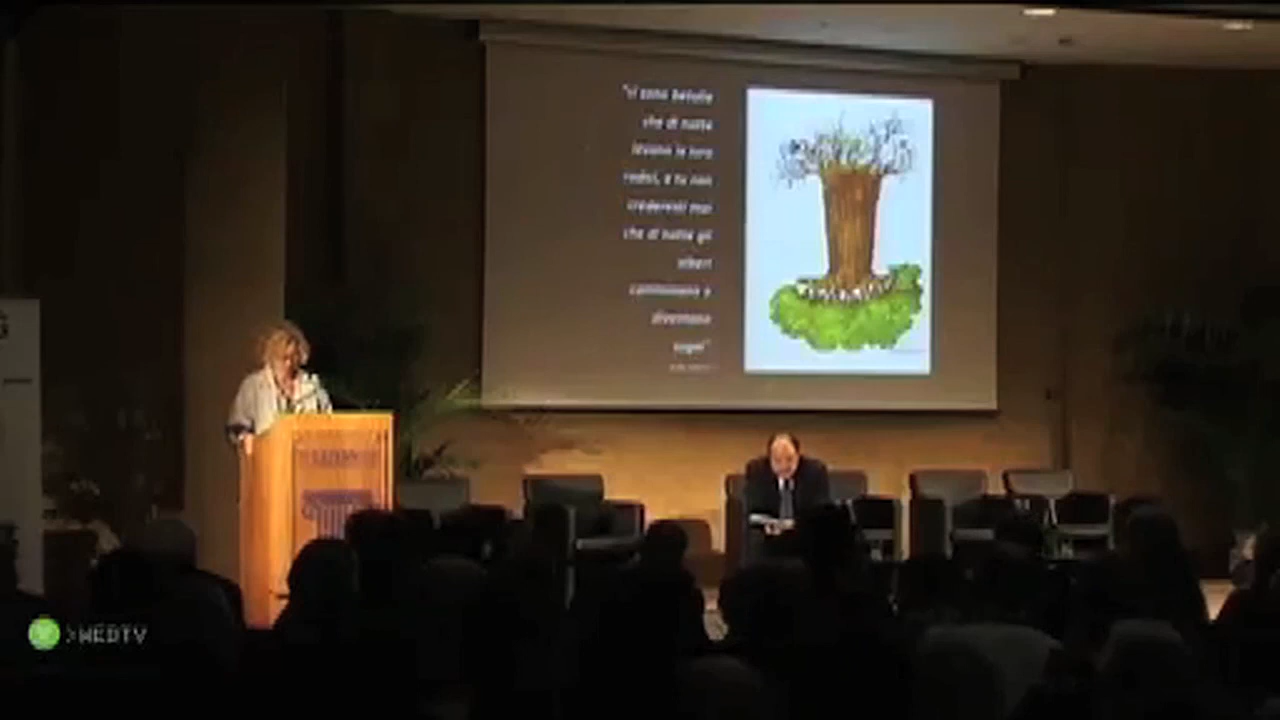 "Vi sono betulle
che di notte
levano le loro
radici, e tu non
crederesti mai
che di notte gli
alberi
camminano e
diventano
sogni"
G
>WEBTV